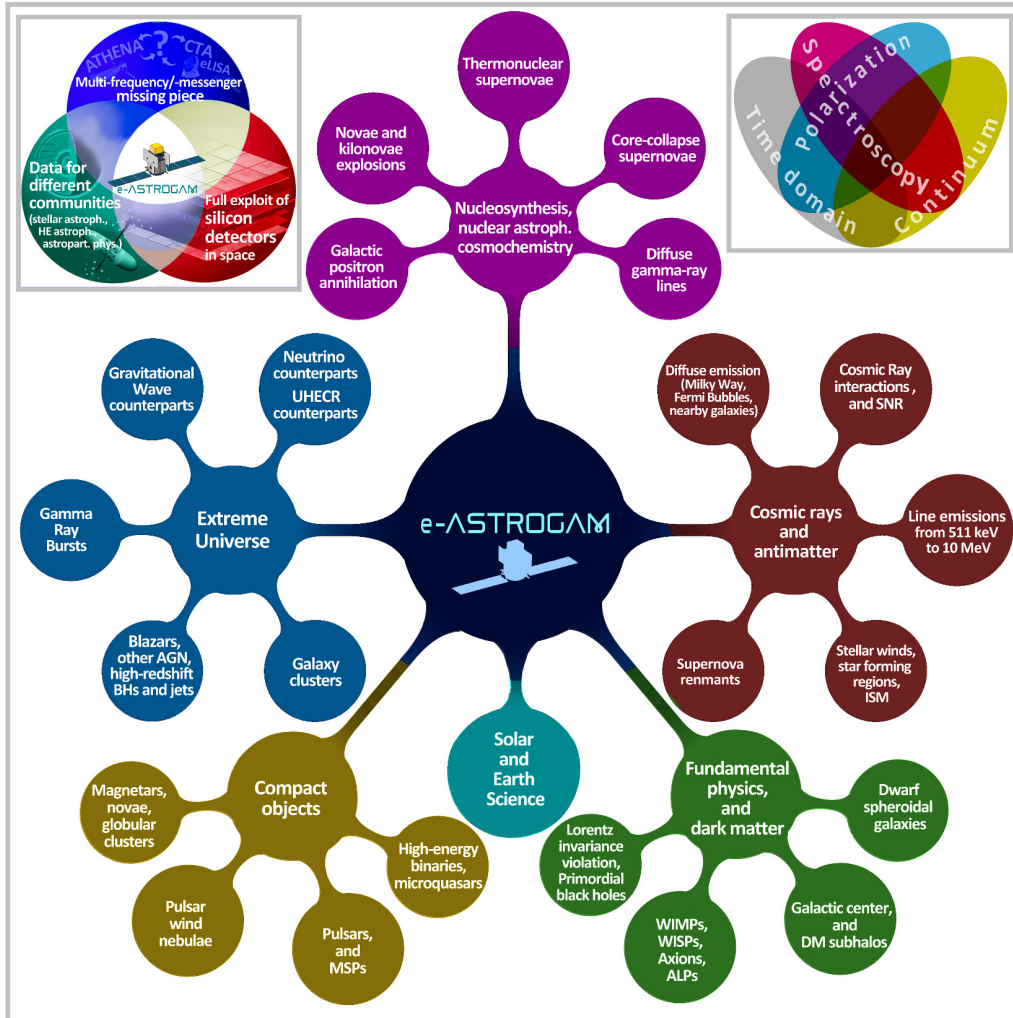 ATHENA
?
CTA
eLISA
Multi-frequency/-messenger
missing piece
Data for
different
communities
(stellar astroph.,
HE astroph.,
astropart. phys.)
e-ASTROGAM
Full exploit of
silicon
detectors
in space
Time domain
Spectroscopy
Polarization
Continuum
Thermonuclear
supernovae
Novae and
kilonovae
explosions
Core-collapse
supernovae
Nucleosynthesis,
nuclear astroph.
cosmochemistry
Galactic
positron
annihilation
Diffuse
gamma-ray
lines
Gravitational
Wave
counterparts
Neutrino
counterparts
UHECR
counterparts
Gamma
Ray
Bursts
Extreme
Universe
Blazars,
other AGN,
high-redshift
BHs and jets
Galaxy
clusters
e-ASTROGAM
Diffuse emission
(Milky Way,
Fermi Bubbles,
nearby galaxies)
Cosmic Ray
interactions ,
and SNR
Cosmic rays
and
antimatter
Line emissions
from 511 keV
to 10 MeV
Supernova
renmants
Stellar winds,
star forming
regions,
ISM
Magnetars,
novae,
globular
clusters
Compact
objects
High-energy
binaries,
microquasars
Pulsar
wind
nebulae
Pulsars,
and
MSPs
Solar
and
Earth
Science
Fundamental
physics,
and
dark matter
Dwarf
spheroidal
galaxies
Lorentz
invariance
violation,
Primordial
black holes
WIMPs,
WISPs,
Axions,
ALPs
Galactic center,
and
DM subhalos